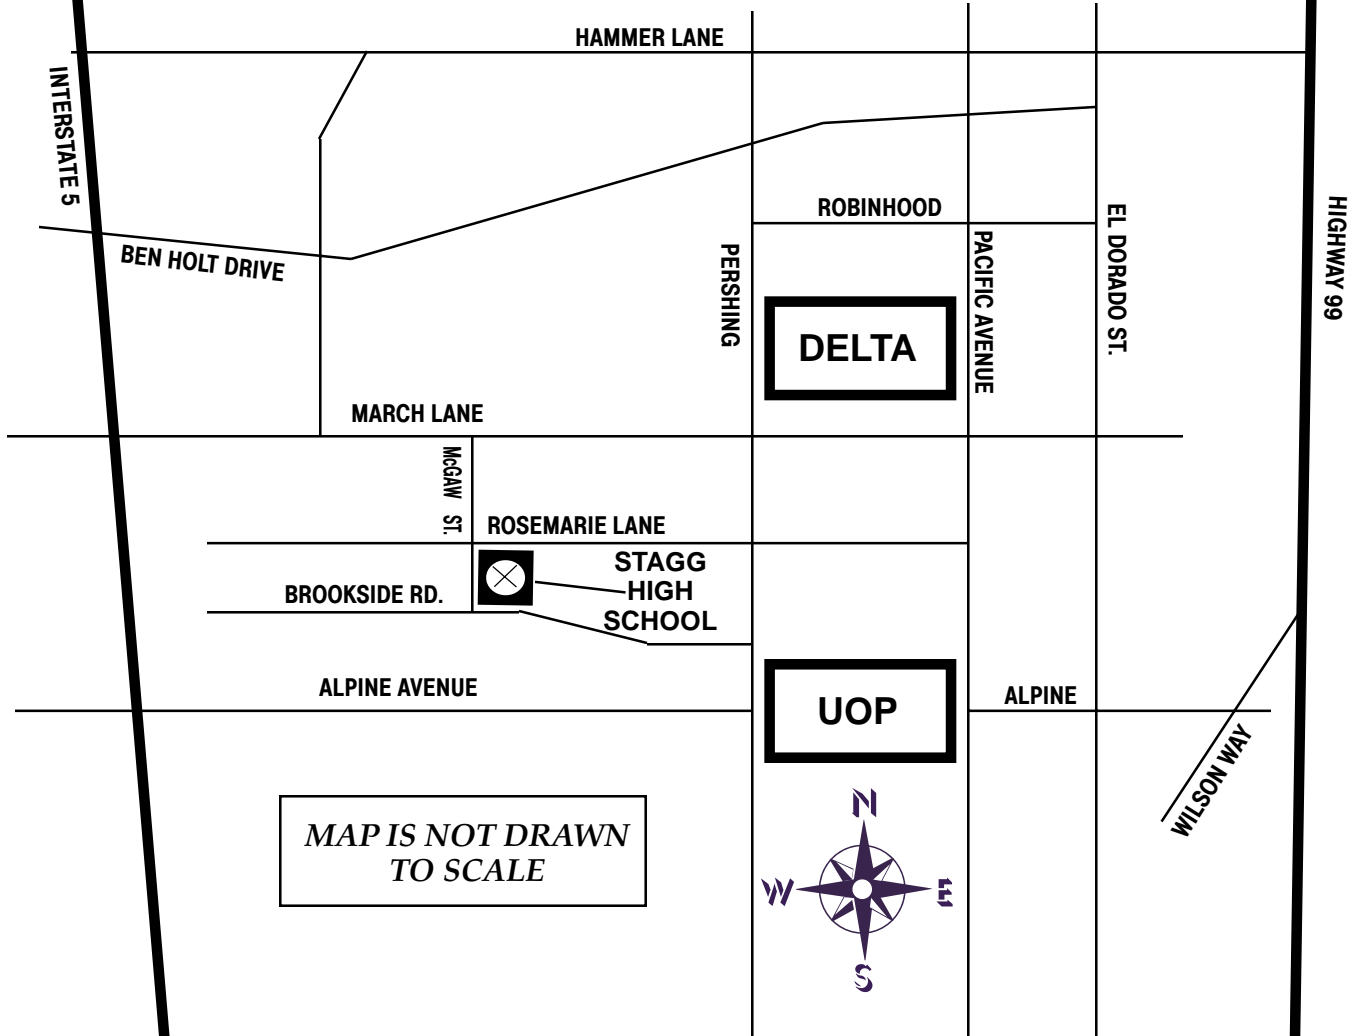 HAMMER LANE
INTERSTATE 5
BEN HOLT DRIVE
ROBINHOOD
PERSHING
PACIFIC AVENUE
EL DORADO ST.
HIGHWAY 99
DELTA
MARCH LANE
McGAW ST.
ROSEMARIE LANE
STAGG
HIGH
SCHOOL
BROOKSIDE RD.
ALPINE AVENUE
UOP
ALPINE
WILSON WAY
MAP IS NOT DRAWN
TO SCALE
N
W
E
S